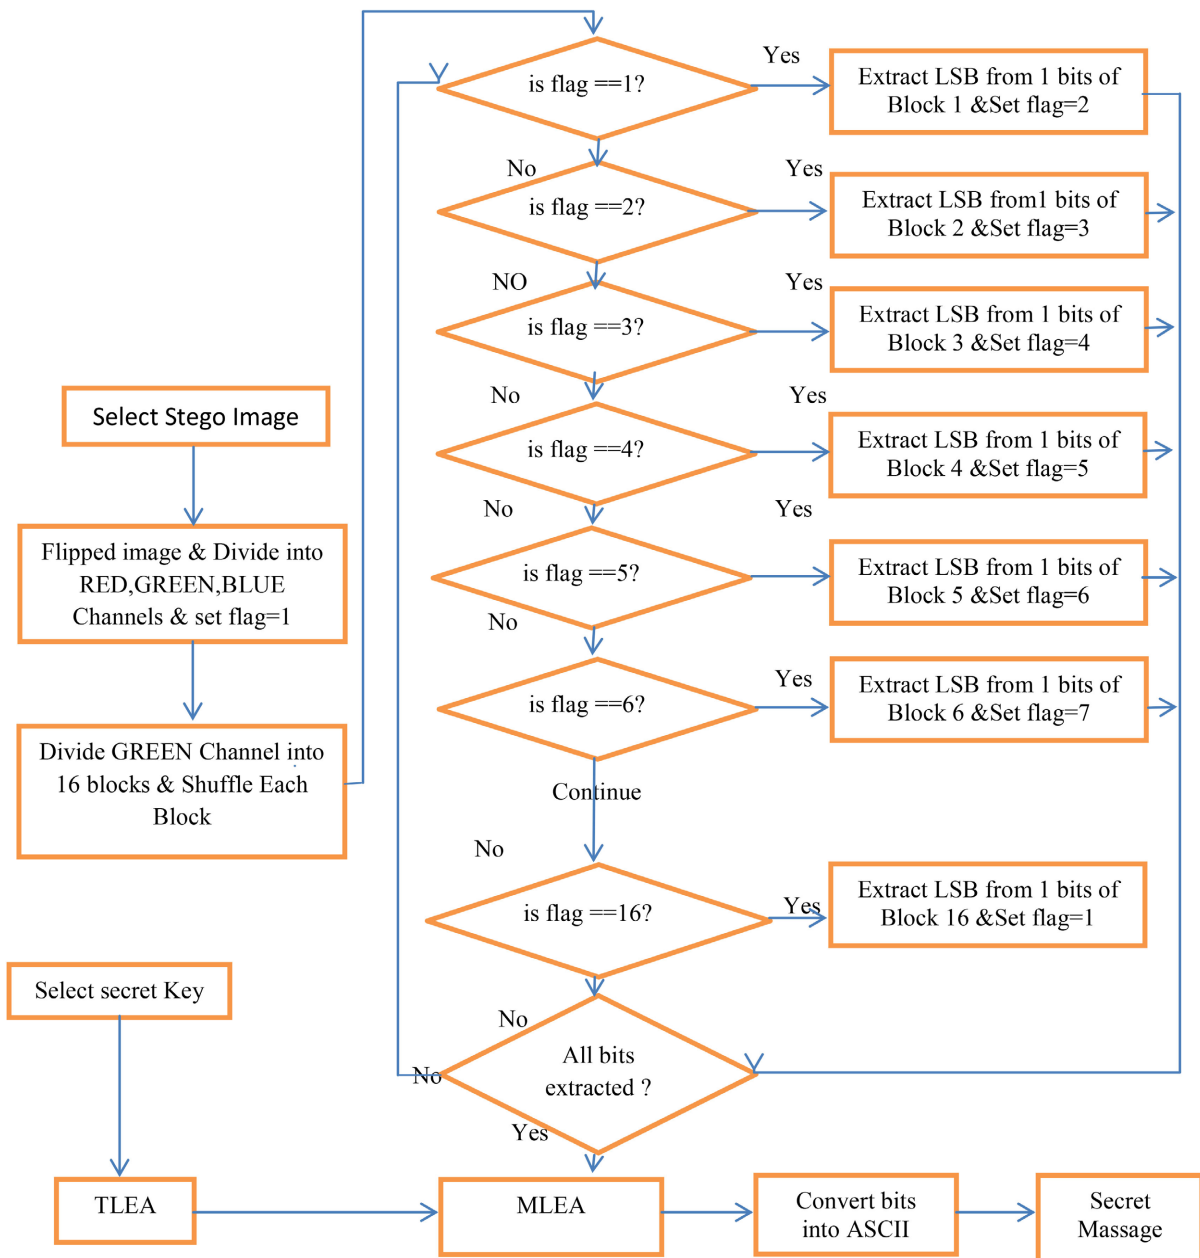 is flag ==1?
Yes
Extract LSB from 1 bits of
Block 1 &Set flag=2
No
is flag ==2?
Yes
Extract LSB from1 bits of
Block 2 &Set flag=3
NO
is flag ==3?
Yes
Extract LSB from 1 bits of
Block 3 &Set flag=4
No
is flag ==4?
Yes
Extract LSB from 1 bits of
Block 4 &Set flag=5
No
is flag ==5?
Yes
Extract LSB from 1 bits of
Block 5 &Set flag=6
No
is flag ==6?
Yes
Extract LSB from 1 bits of
Block 6 &Set flag=7
Continue
No
is flag ==16?
Yes
Extract LSB from 1 bits of
Block 16 &Set flag=1
No
All bits
extracted ?
No
Yes
Select Stego Image
Flipped image & Divide into
RED,GREEN,BLUE
Channels & set flag=1
Divide GREEN Channel into
16 blocks & Shuffle Each
Block
Select secret Key
TLEA
MLEA
Convert bits
into ASCII
Secret
Massage